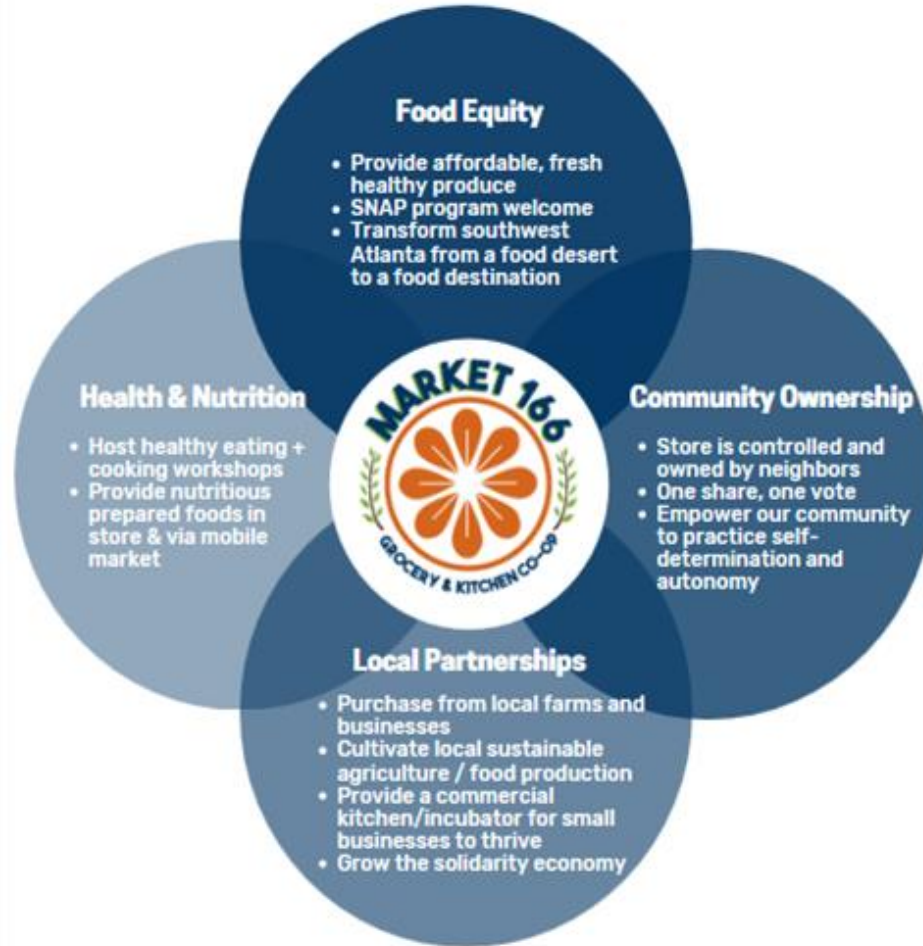 Food Equity
• Provide affordable, fresh
healthy produce
• SNAP program welcome
• Transform southwest
Atlanta from a food desert
to a food destination
Health & Nutrition
• Host healthy eating +
cooking workshops
• Provide nutritious
prepared foods in
store & via mobile
market
MARKET 166
GROCERY & KITCHEN CO-OP
Community Ownership
• Store is controlled and
owned by neighbors
• One share, one vote
• Empower our community
to practice self-
determination and
autonomy
Local Partnerships
• Purchase from local farms and
businesses
• Cultivate local sustainable
agriculture / food production
• Provide a commercial
kitchen/incubator for small
businesses to thrive
• Grow the solidarity economy